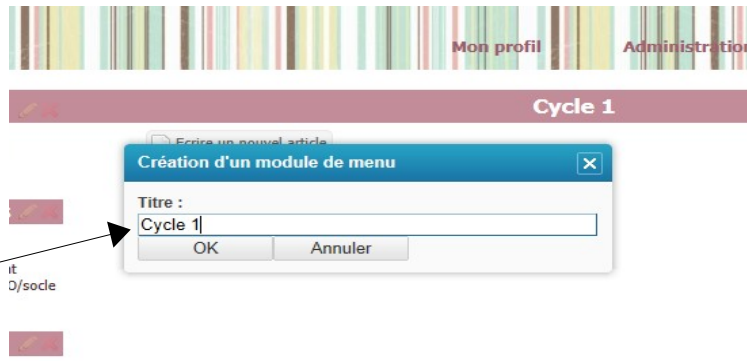 Mon profil Administration
Cycle 1
Ecrire un nouvel article
Création d'un module de menu
Titre :
Cycle 1
OK Annuler
0/socle